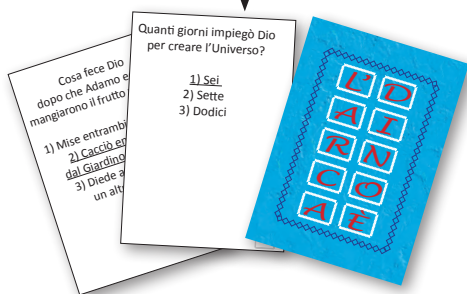 Cosa fece Dio
dopo che Adamo e
mangiarono il frutto
1) Mise entrambi
2) Cacciò
dal Giardino
3) Diede
un
Quanti giorni impiegò Dio
per creare l'Universo?
1) Sei
2) Sette
3) Dodici
L' D
A I
R N
C O
A È